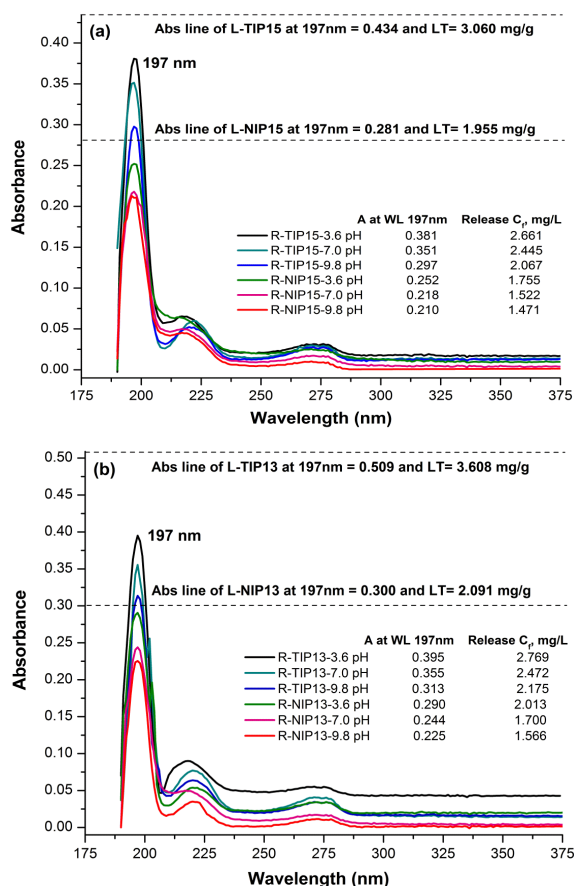 (a)
Abs line of L-TIP15 at 197nm = 0.434 and LT= 3.060 mg/g
197 nm
Abs line of L-NIP15 at 197nm = 0.281 and LT= 1.955 mg/g
A at WL 197nm Release Cf, mg/L
R-TIP15-3.6 pH 0.381 2.661
R-TIP15-7.0 pH 0.351 2.445
R-TIP15-9.8 pH 0.297 2.067
R-NIP15-3.6 pH 0.252 1.755
R-NIP15-7.0 pH 0.218 1.522
R-NIP15-9.8 pH 0.210 1.471
Absorbance
0.40
0.35
0.30
0.25
0.20
0.15
0.10
0.05
0.00
175 200 225 250 275 300 325 350 375
Wavelength (nm)
(b)
Abs line of L-TIP13 at 197nm = 0.509 and LT= 3.608 mg/g
197 nm
Abs line of L-NIP13 at 197nm = 0.300 and LT= 2.091 mg/g
A at WL 197nm Release Cf, mg/L
R-TIP13-3.6 pH 0.395 2.769
R-TIP13-7.0 pH 0.355 2.472
R-TIP13-9.8 pH 0.313 2.175
R-NIP13-3.6 pH 0.290 2.013
R-NIP13-7.0 pH 0.244 1.700
R-NIP13-9.8 pH 0.225 1.566
Absorbance
0.50
0.45
0.40
0.35
0.30
0.25
0.20
0.15
0.10
0.05
0.00
175 200 225 250 275 300 325 350 375
Wavelength (nm)